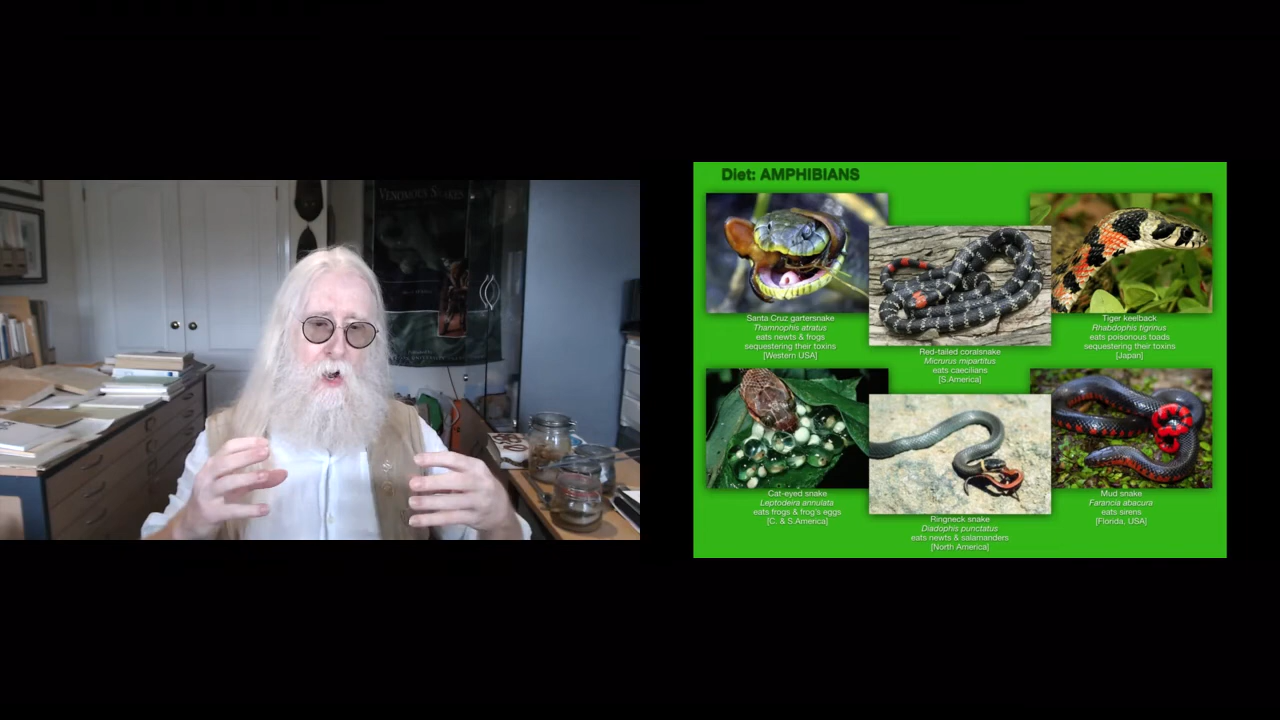 VENOMOUS SNAKES
Diet: AMPHIBIANS
Santa Cruz gartersnake
Thamnophis atratus
eats newts & frogs
sequestering their toxins
[Western USA]
Red-tailed coralsnake
Micrurus mipartitus
eats caecilians
[S.America]
Tiger keelback
Rhabdophis tigrinus
eats poisonous toads
sequestering their toxins
[Japan]
Cat-eyed snake
Leptodeira annulata
eats frogs & frog's eggs
[C. & S.America]
Ringneck snake
Diadophis punctatus
eats newts & salamanders
[North America]
Mud snake
Farancia abacura
eats sirens
[Florida, USA]